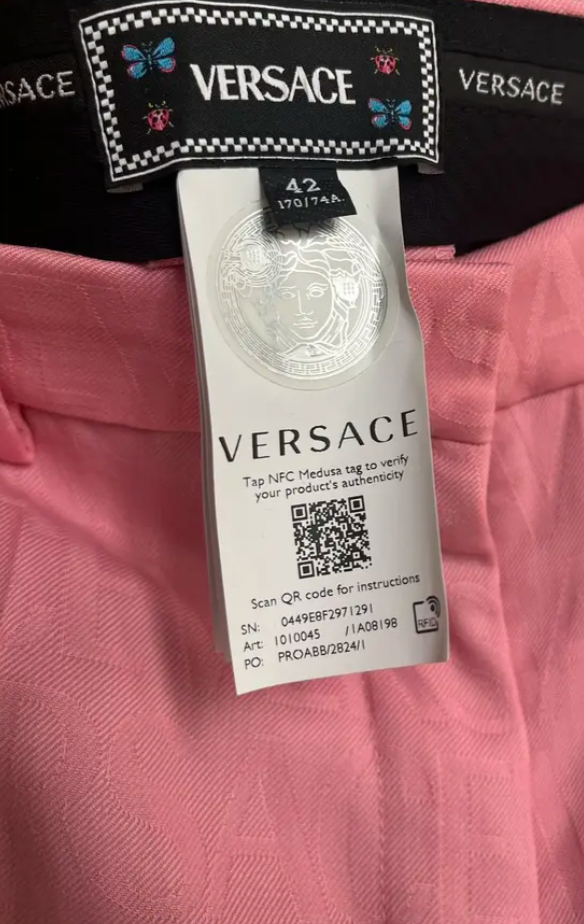 VERSACE
VERSACE
42
170/74A.
VERSACE
Tap NFC Medusa tag to verify
your product's authenticity
Scan QR code for instructions
SN: 0449E8F2971291
Art: 1010045 /1A08198
PO: PROABB/2824/1
RFID